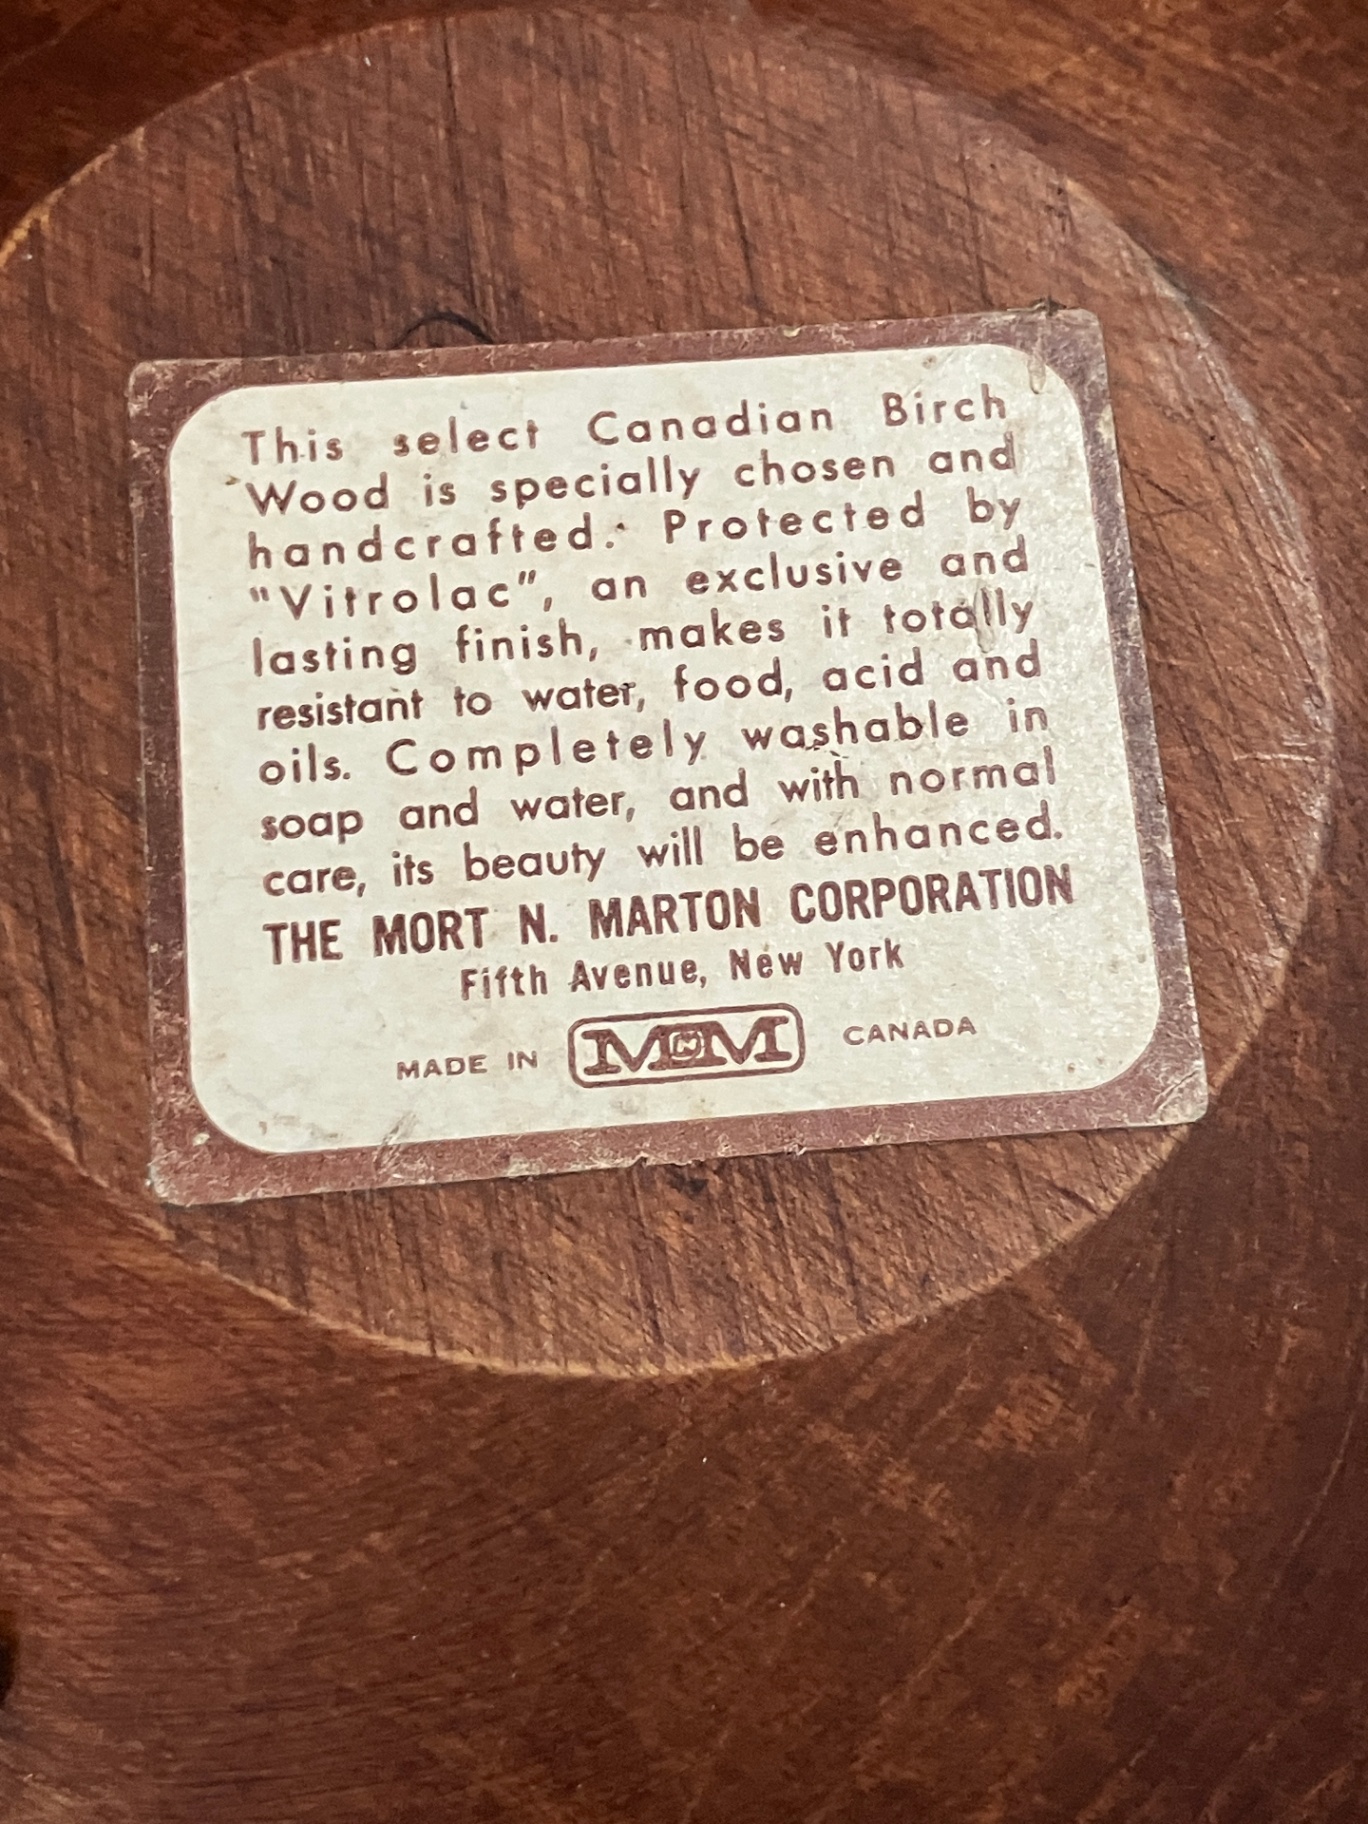 This select Canadian Birch
Wood is specially chosen and
handcrafted. Protected by
"Vitrolac", an exclusive and
lasting finish, makes it totally
resistant to water, food, acid and
oils. Completely washable in
soap and water, and with normal
care, its beauty will be enhanced.
THE MORT N. MARTON CORPORATION
Fifth Avenue, New York
MADE IN MNM CANADA